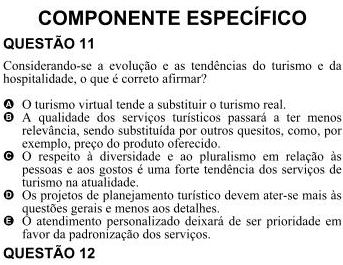 COMPONENTE ESPECÍFICO
QUESTÃO 11
Considerando-se a evolução e as tendências do turismo e da
hospitalidade, o que é correto afirmar?
A O turismo virtual tende a substituir o turismo real.
B A qualidade dos serviços turísticos passará a ter menos
relevância, sendo substituída por outros quesitos, como, por
exemplo, preço do produto oferecido.
C O respeito à diversidade e ao pluralismo em relação às
pessoas e aos gostos é uma forte tendência dos serviços de
turismo na atualidade.
D Os projetos de planejamento turístico devem ater-se mais às
questões gerais e menos aos detalhes.
E O atendimento personalizado deixará de ser prioridade em
favor da padronização dos serviços.
QUESTÃO 12